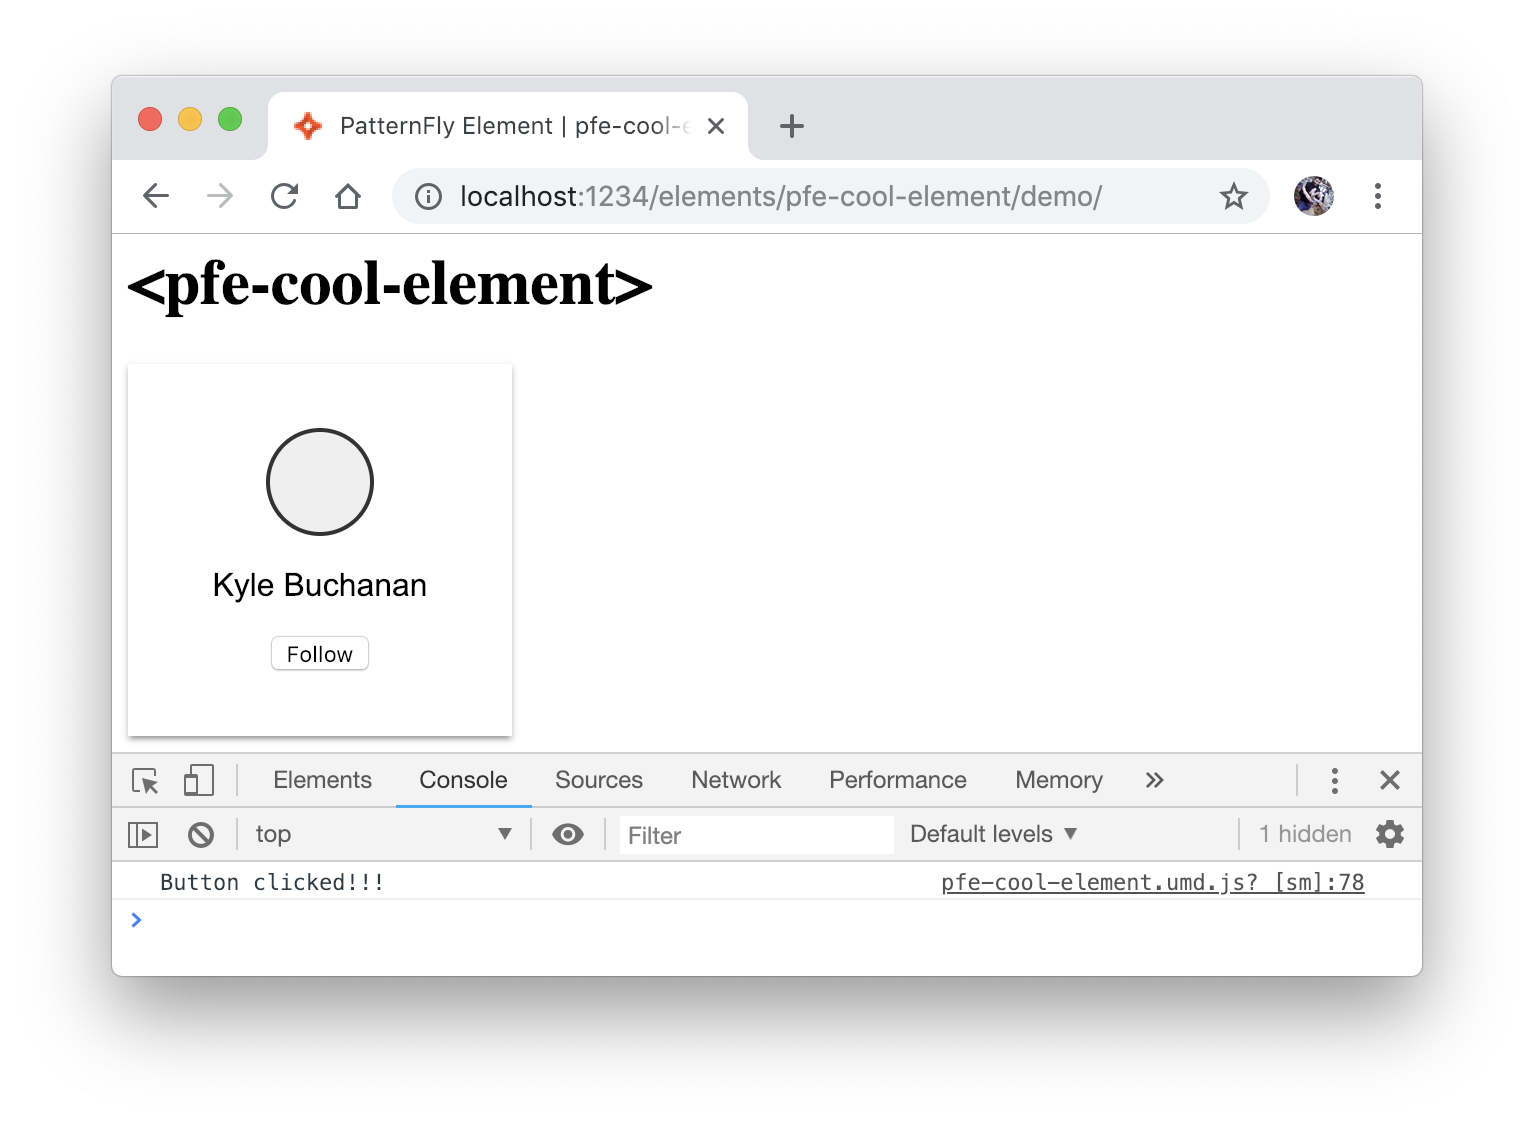 PatternFly Element | pfe-cool-e
localhost:1234/elements/pfe-cool-element/demo/
<pfe-cool-element>
Kyle Buchanan
Follow
Elements Console Sources Network Performance Memory »
top Filter Default levels 1 hidden
Button clicked!!! pfe-cool-element.umd.js? [sm]:78